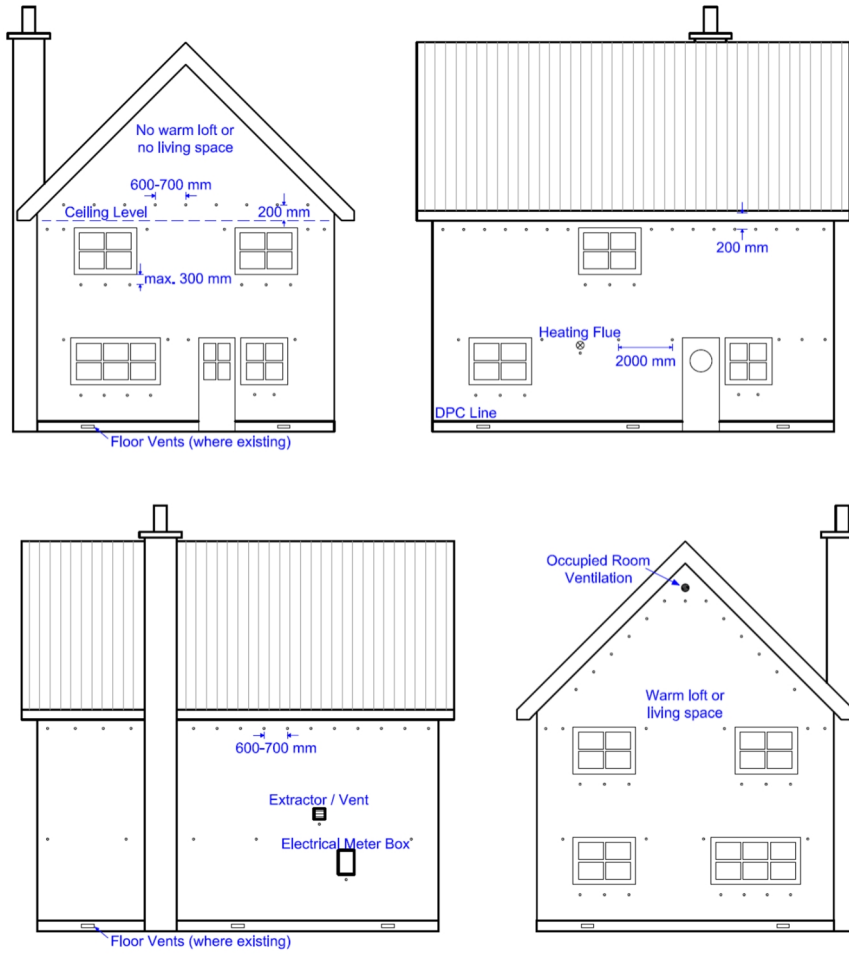 No warm loft or
no living space
600-700 mm
Ceiling Level
200 mm
max. 300 mm
Floor Vents (where existing)
200 mm
Heating Flue
2000 mm
DPC Line
600-700 mm
Extractor / Vent
Electrical Meter Box
Floor Vents (where existing)
Occupied Room
Ventilation
Warm loft or
living space